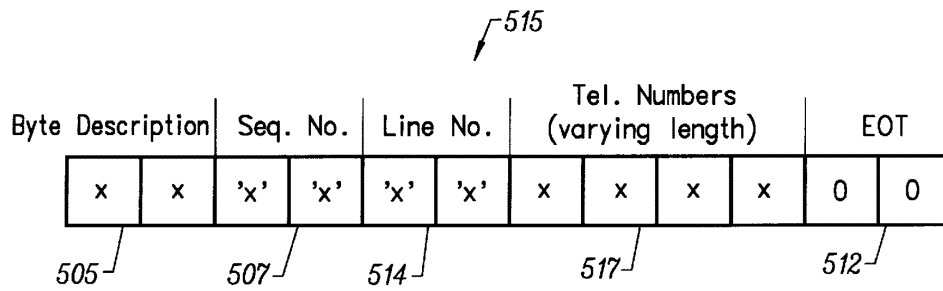 515
Byte Description Seq. No. Line No. Tel. Numbers (varying length) EOT
x x 'x' 'x' 'x' 'x' x x x x 0 0
505 507 514 517 512